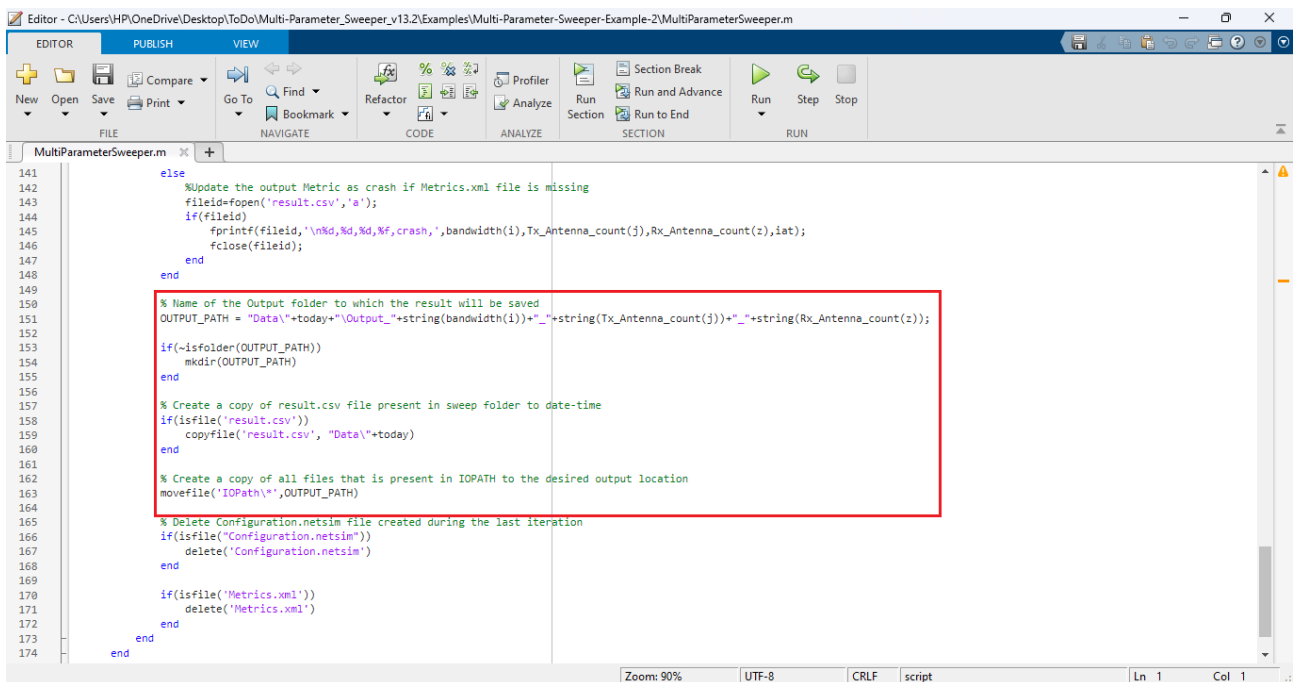 Editor - C:\Users\HP\OneDrive\Desktop\ToDo\Multi-Parameter_Sweeper_v13.2\Examples\Multi-Parameter-Sweeper-Example-2\MultiParameterSweeper.m
EDITOR PUBLISH VIEW
New Open Save Compare Print Go To Find Bookmark Refactor Profiler Analyze Run Section Section Break Run and Advance Run to End Run Step Stop
FILE NAVIGATE CODE ANALYZE SECTION RUN
MultiParameterSweeper.m
141 else
142 %Update the output Metric as crash if Metrics.xml file is missing
143 fileid=fopen('result.csv','a');
144 if(fileid)
145 fprintf(fileid,'\n%d,%d,%d,%f,crash,',bandwidth(i),Tx_Antenna_count(j),Rx_Antenna_count(z),iat);
146 fclose(fileid);
147 end
148 end
149
150 % Name of the Output folder to which the result will be saved
151 OUTPUT_PATH = "Data\"+today+"\Output_"+string(bandwidth(i))+"_"+string(Tx_Antenna_count(j))+"_"+string(Rx_Antenna_count(z));
152
153 if(~isfolder(OUTPUT_PATH))
154 mkdir(OUTPUT_PATH)
155 end
156
157 % Create a copy of result.csv file present in sweep folder to date-time
158 if(isfile('result.csv'))
159 copyfile('result.csv', "Data\"+today)
160 end
161
162 % Create a copy of all files that is present in IOPATH to the desired output location
163 movefile('IOPath\*',OUTPUT_PATH)
164
165 % Delete Configuration.netsim file created during the last iteration
166 if(isfile("Configuration.netsim"))
167 delete('Configuration.netsim')
168 end
169
170 if(isfile('Metrics.xml'))
171 delete('Metrics.xml')
172 end
173 end
174 end
Zoom: 90% UTF-8 CRLF script Ln 1 Col 1